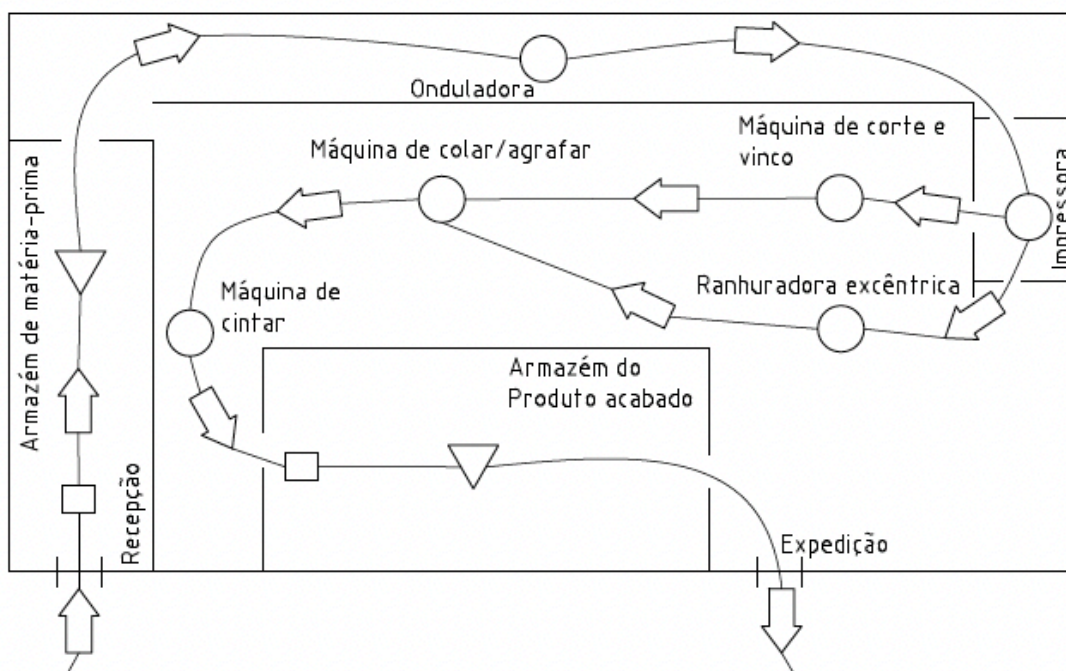 Onduladora
Máquina de corte e
vinco
Máquina de colar/agrafar
Impressora
Armazém de matéria-prima
Ranhuradora excêntrica
Máquina de
cintar
Armazém do
Produto acabado
Recepção
Expedição